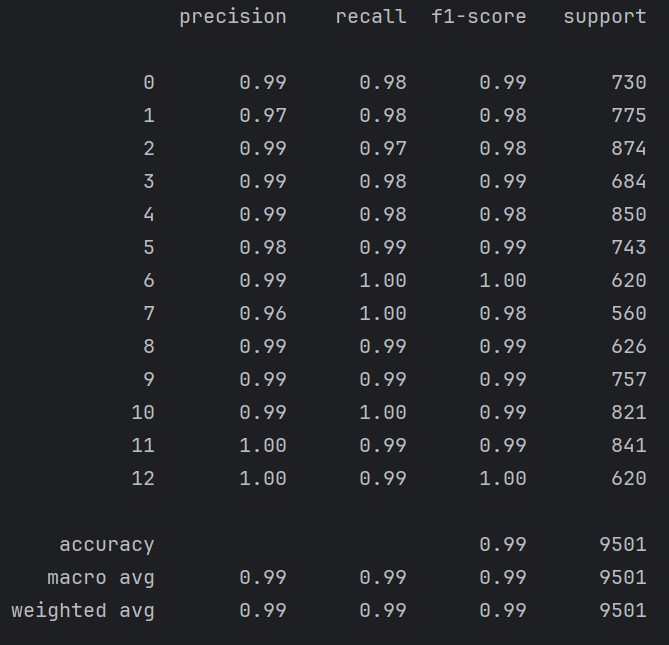 precision recall f1-score support
0 0.99 0.98 0.99 730
1 0.97 0.98 0.98 775
2 0.99 0.97 0.98 874
3 0.99 0.98 0.99 684
4 0.99 0.98 0.98 850
5 0.98 0.99 0.99 743
6 0.99 1.00 1.00 620
7 0.96 1.00 0.98 560
8 0.99 0.99 0.99 626
9 0.99 0.99 0.99 757
10 0.99 1.00 0.99 821
11 1.00 0.99 0.99 841
12 1.00 0.99 1.00 620
accuracy 0.99 9501
macro avg 0.99 0.99 0.99 9501
weighted avg 0.99 0.99 0.99 9501